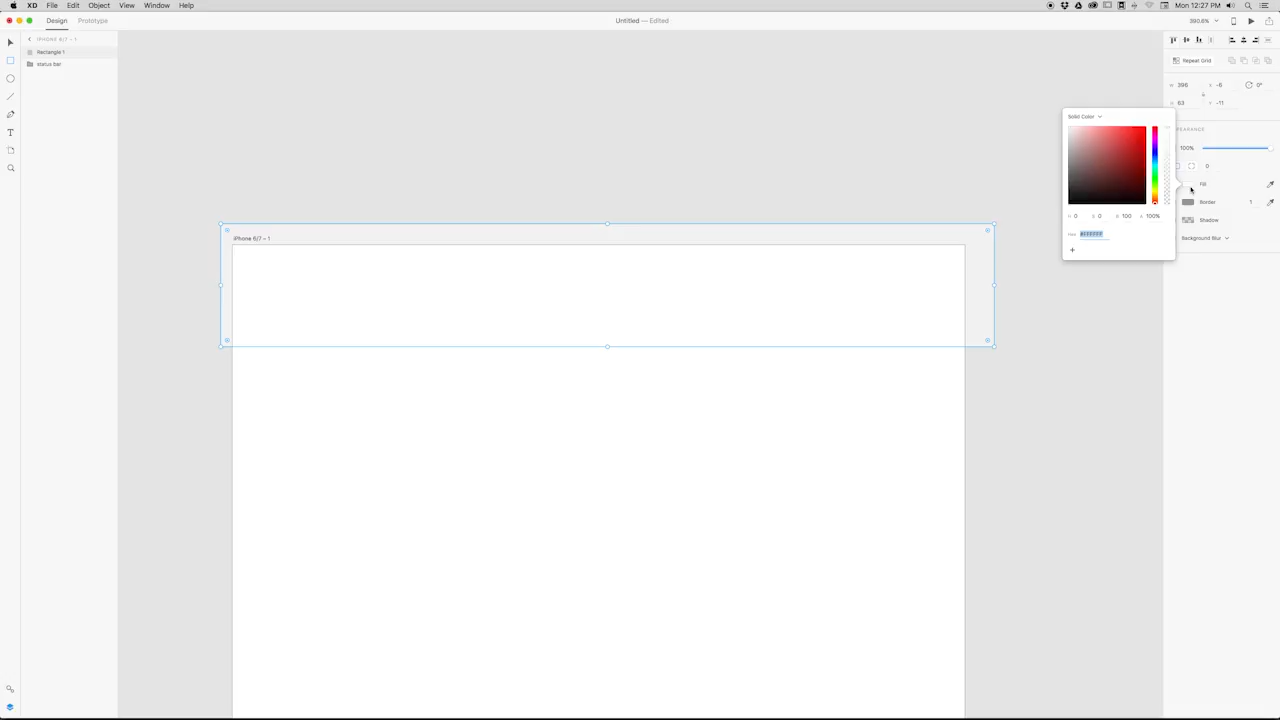 XD File Edit Object View Window Help Mon 12:27 PM
Design Prototype Untitled — Edited 390.6%
IPHONE 6/7 – 1
Rectangle 1
status bar
Repeat Grid
W 396 X -6 0°
H 63 Y -11
Solid Color
PEARANCE
100%
0
Fill
Border 1
Shadow
Background Blur
H 0 S 0 B 100 A 100%
Hex #FFFFFF
+
iPhone 6/7 – 1